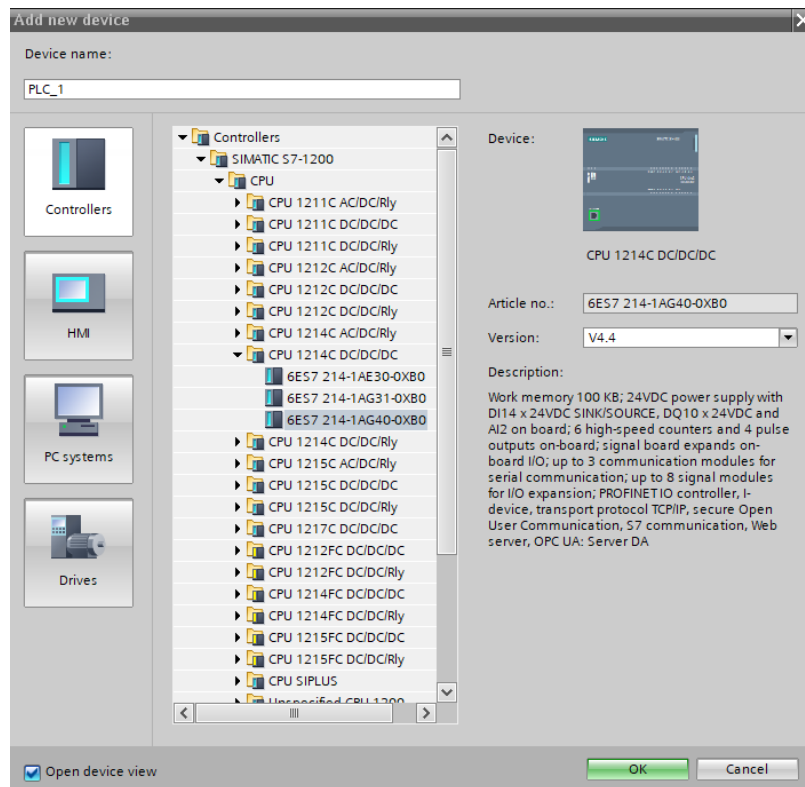 Add new device
Device name:
PLC_1
Controllers
HMI
PC systems
Drives
Controllers
SIMATIC S7-1200
CPU
CPU 1211C AC/DC/Rly
CPU 1211C DC/DC/DC
CPU 1211C DC/DC/Rly
CPU 1212C AC/DC/Rly
CPU 1212C DC/DC/DC
CPU 1212C DC/DC/Rly
CPU 1214C AC/DC/Rly
CPU 1214C DC/DC/DC
6ES7 214-1AE30-0XB0
6ES7 214-1AG31-0XB0
6ES7 214-1AG40-0XB0
CPU 1214C DC/DC/Rly
CPU 1215C AC/DC/Rly
CPU 1215C DC/DC/DC
CPU 1215C DC/DC/Rly
CPU 1217C DC/DC/DC
CPU 1212FC DC/DC/DC
CPU 1212FC DC/DC/Rly
CPU 1214FC DC/DC/DC
CPU 1214FC DC/DC/Rly
CPU 1215FC DC/DC/DC
CPU 1215FC DC/DC/Rly
CPU SIPLUS
Unspecified CPU 1200
Device:
SIEMENS
CPU 1214C DC/DC/DC
Article no.:
6ES7 214-1AG40-0XB0
Version:
V4.4
Description:
Work memory 100 KB; 24VDC power supply with
DI14 x 24VDC SINK/SOURCE, DQ10 x 24VDC and
AI2 on board; 6 high-speed counters and 4 pulse
outputs on-board; signal board expands on-
board I/O; up to 3 communication modules for
serial communication; up to 8 signal modules
for I/O expansion; PROFINET IO controller, I-
device, transport protocol TCP/IP, secure Open
User Communication, S7 communication, Web
server, OPC UA: Server DA
Open device view
OK
Cancel